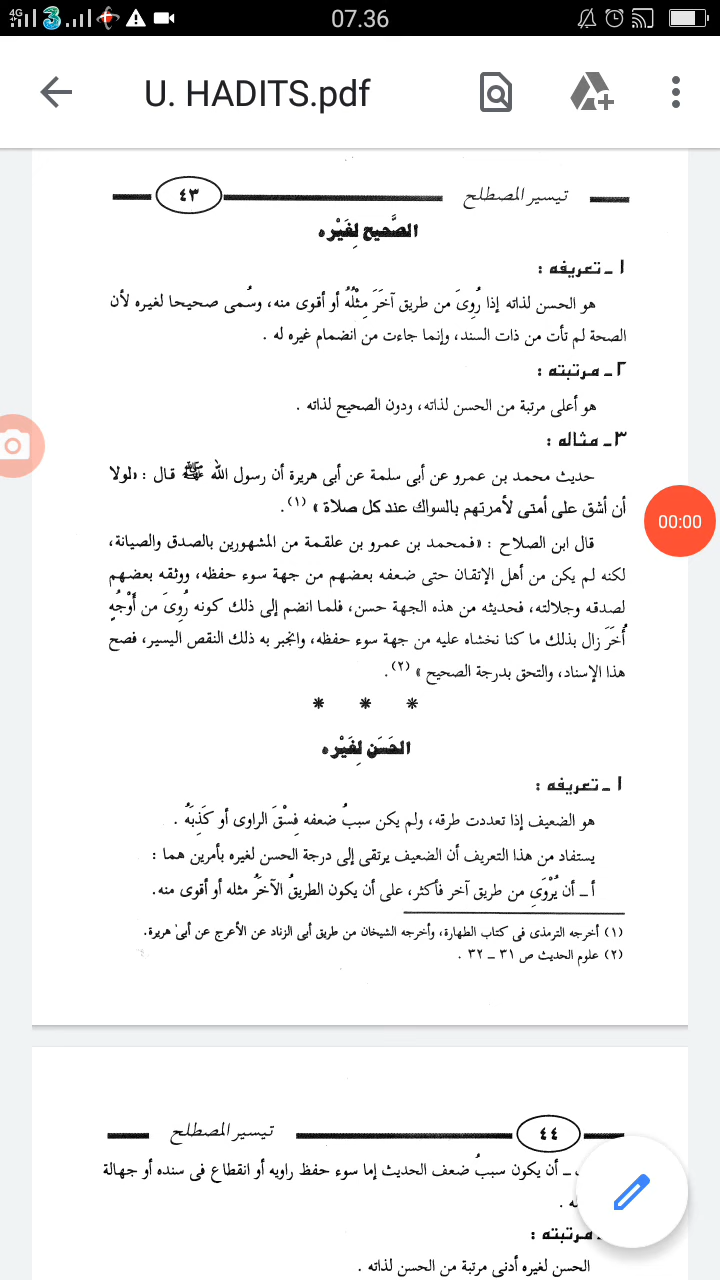 4G
3
07.36
U. HADITS.pdf
تيسير المصطلح
٤٣
الصَّحيح لِغَيْره
١ ـ تعريفه :
هو الحسن لذاته إذا رُوِىَ من طريق آخَرَ مِثْلُهُ أو أقوى منه، وسُمى صحيحا لغيره لأن
الصحة لم تأت من ذات السند، وإنما جاءت من انضمام غيره له .
٢ ـ مرتبته :
هو أعلى مرتبة من الحسن لذاته، ودون الصحيح لذاته .
٣ ـ مثاله :
حديث محمد بن عمرو عن أبى سلمة عن أبى هريرة أن رسول الله ﷺ قال : «لولا
أن أشق على أمتى لأمرتهم بالسواك عند كل صلاة » (١).
قال ابن الصلاح : «فمحمد بن عمرو بن علقمة من المشهورين بالصدق والصيانة،
لكنه لم يكن من أهل الإتقان حتى ضعفه بعضهم من جهة سوء حفظه، ووثقه بعضهم
لصدقه وجلالته، فحديثه من هذه الجهة حسن، فلما انضم إلى ذلك كونه رُوِىَ من أَوْجُهٍ
أُخَرَ زال بذلك ما كنا نخشاه عليه من جهة سوء حفظه، وانجبر به ذلك النقص اليسير، فصح
هذا الإسناد، والتحق بدرجة الصحيح » (٢).
* * *
الحَسَن لِغَيْره
١ ـ تعريفه :
هو الضعيف إذا تعددت طرقه، ولم يكن سببُ ضعفه فِسْقَ الراوى أو كَذِبَهُ .
يستفاد من هذا التعريف أن الضعيف يرتقى إلى درجة الحسن لغيره بأمرين هما :
أ ـ أن يُرْوَىَ من طريق آخر فأكثر، على أن يكون الطريقُ الآخَرُ مثله أو أقوى منه.
(١) أخرجه الترمذى فى كتاب الطهارة، وأخرجه الشيخان من طريق أبى الزناد عن الأعرج عن أبى هريرة.
(٢) علوم الحديث ص ٣١ ـ ٣٢ .
00:00
٤٤
تيسير المصطلح
ـ أن يكون سببُ ضعف الحديث إما سوء حفظ راويه أو انقطاع فى سنده أو جهالة
مرتبته :
الحسن لغيره أدنى مرتبة من الحسن لذاته .